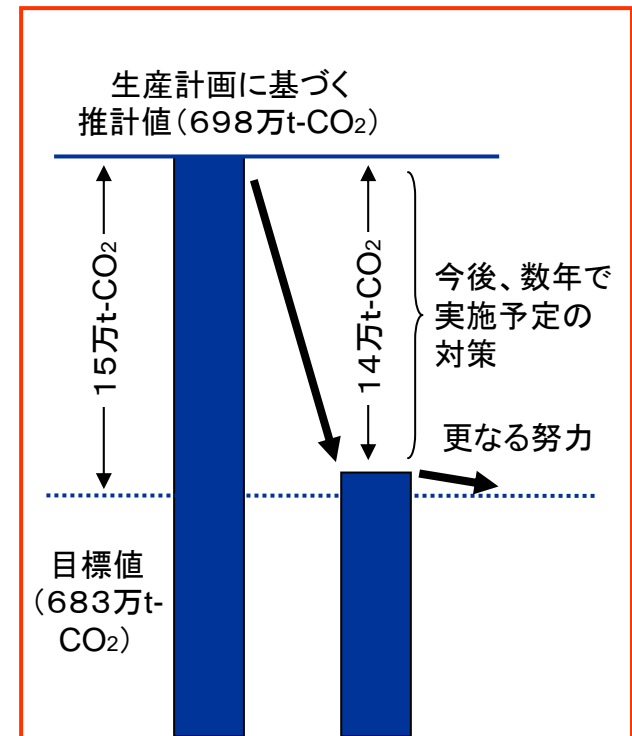 生産計画に基づく
推計値（６９８万t-CO2）
１５万t-CO2
１４万t-CO2
今後、数年で
実施予定の
対策
更なる努力
目標値
（６８３万t-
CO2）